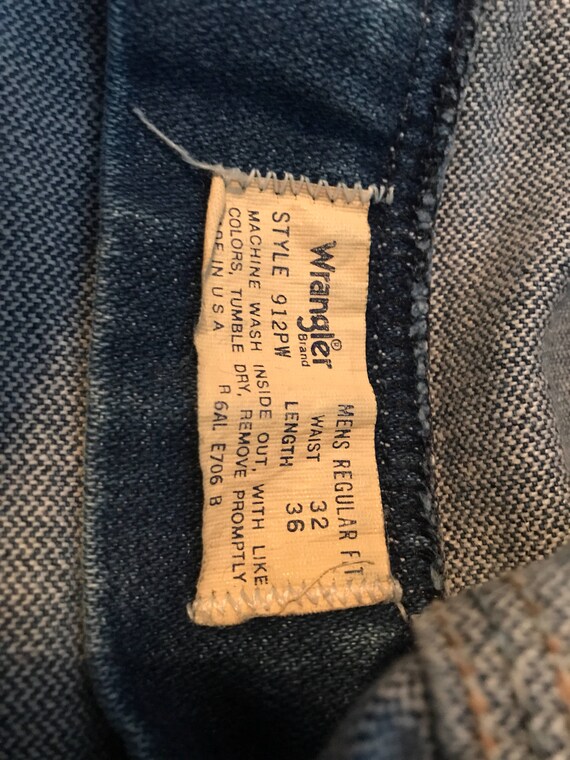 Wrangler®
Brand
MENS REGULAR FIT
WAIST 32
LENGTH 36
STYLE 912PW
MACHINE WASH INSIDE OUT, WITH LIKE
COLORS, TUMBLE DRY, REMOVE PROMPTLY
IN U S A
R 6AL E706 B